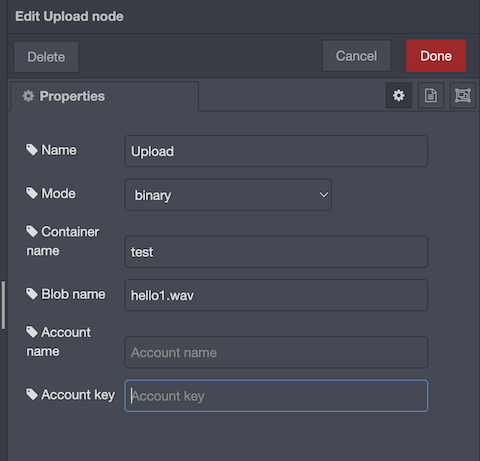 Edit Upload node
Delete
Cancel
Done
Properties
Name
Upload
Mode
binary
Container
name
test
Blob name
hello1.wav
Account
name
Account name
Account key
Account key